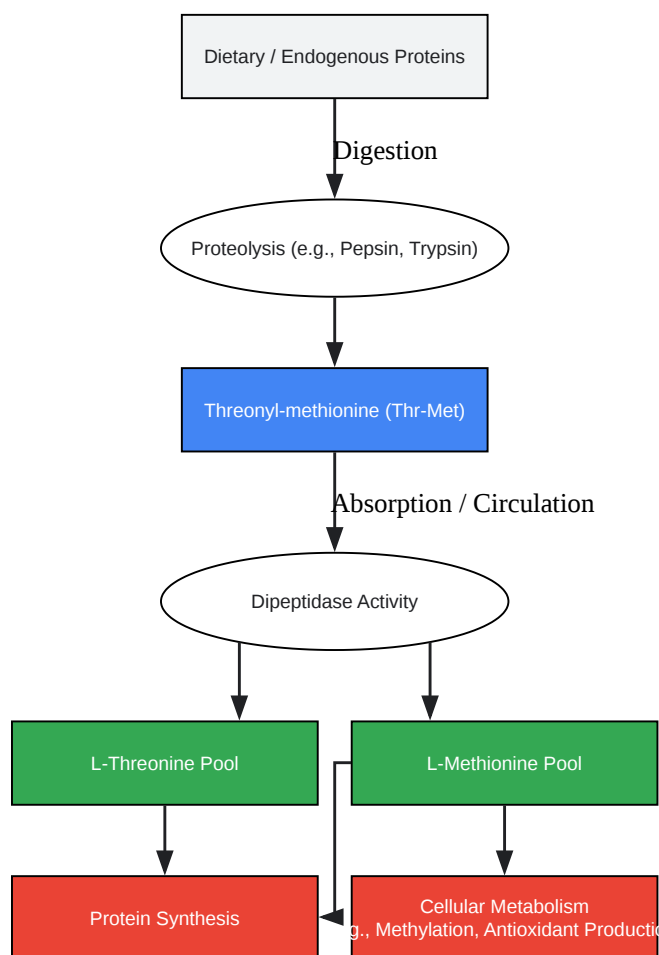 Dietary / Endogenous Proteins
Digestion
Proteolysis (e.g., Pepsin, Trypsin)
Threonyl-methionine (Thr-Met)
Absorption / Circulation
Dipeptidase Activity
L-Threonine Pool
L-Methionine Pool
Protein Synthesis
Cellular Metabolism
g., Methylation, Antioxidant Productio